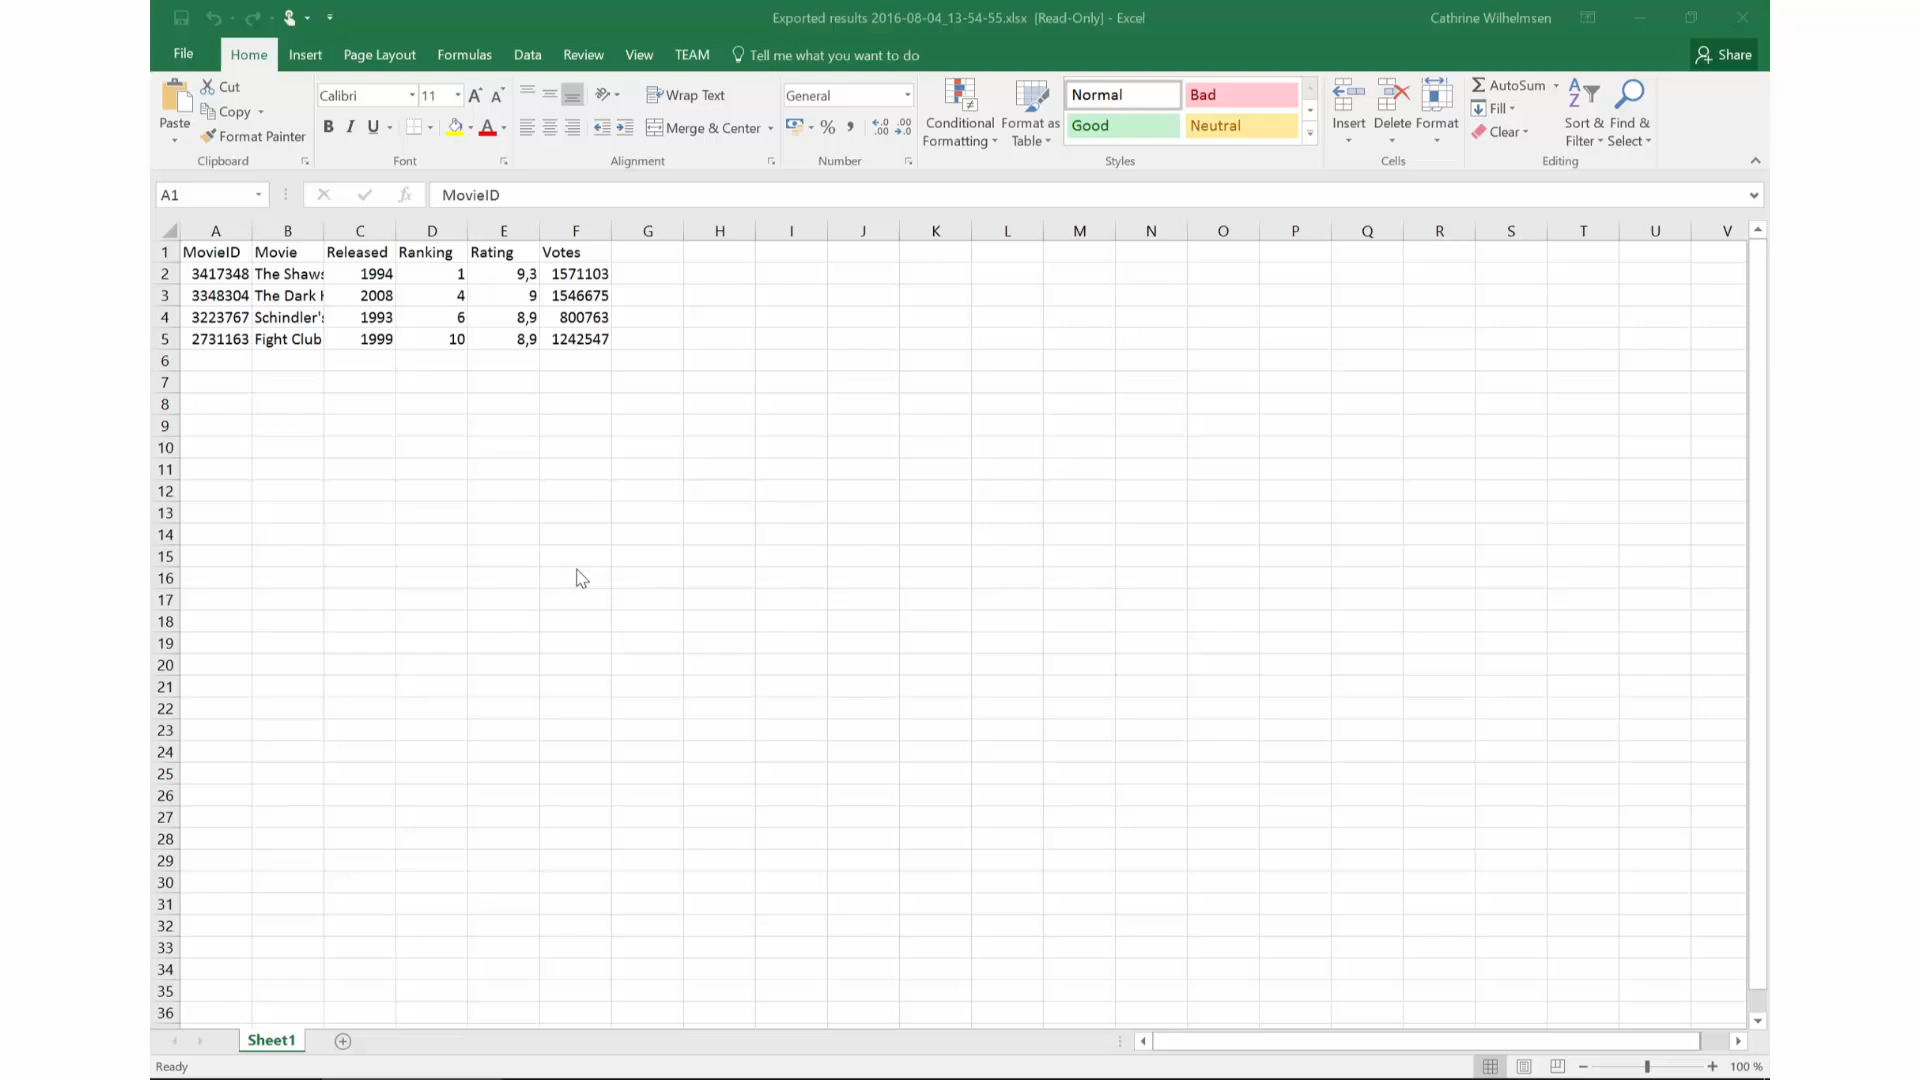 Exported results 2016-08-04_13-54-55.xlsx [Read-Only] - Excel
Cathrine Wilhelmsen
File Home Insert Page Layout Formulas Data Review View TEAM Tell me what you want to do Share
Paste
Cut
Copy
Format Painter
Clipboard
Calibri 11
B I U
Font
Wrap Text
Merge & Center
Alignment
General
Number
Conditional Formatting
Format as Table
Normal Bad
Good Neutral
Styles
Insert Delete Format
Cells
AutoSum
Fill
Clear
Sort & Filter
Find & Select
Editing
A1 fx MovieID
A B C D E F G H I J K L M N O P Q R S T U V
1 MovieID Movie Released Ranking Rating Votes
2 3417348 The Shaws 1994 1 9,3 1571103
3 3348304 The Dark 2008 4 9 1546675
4 3223767 Schindler's 1993 6 8,9 800763
5 2731163 Fight Club 1999 10 8,9 1242547
6
7
8
9
10
11
12
13
14
15
16
17
18
19
20
21
22
23
24
25
26
27
28
29
30
31
32
33
34
35
36
Sheet1
Ready
100 %